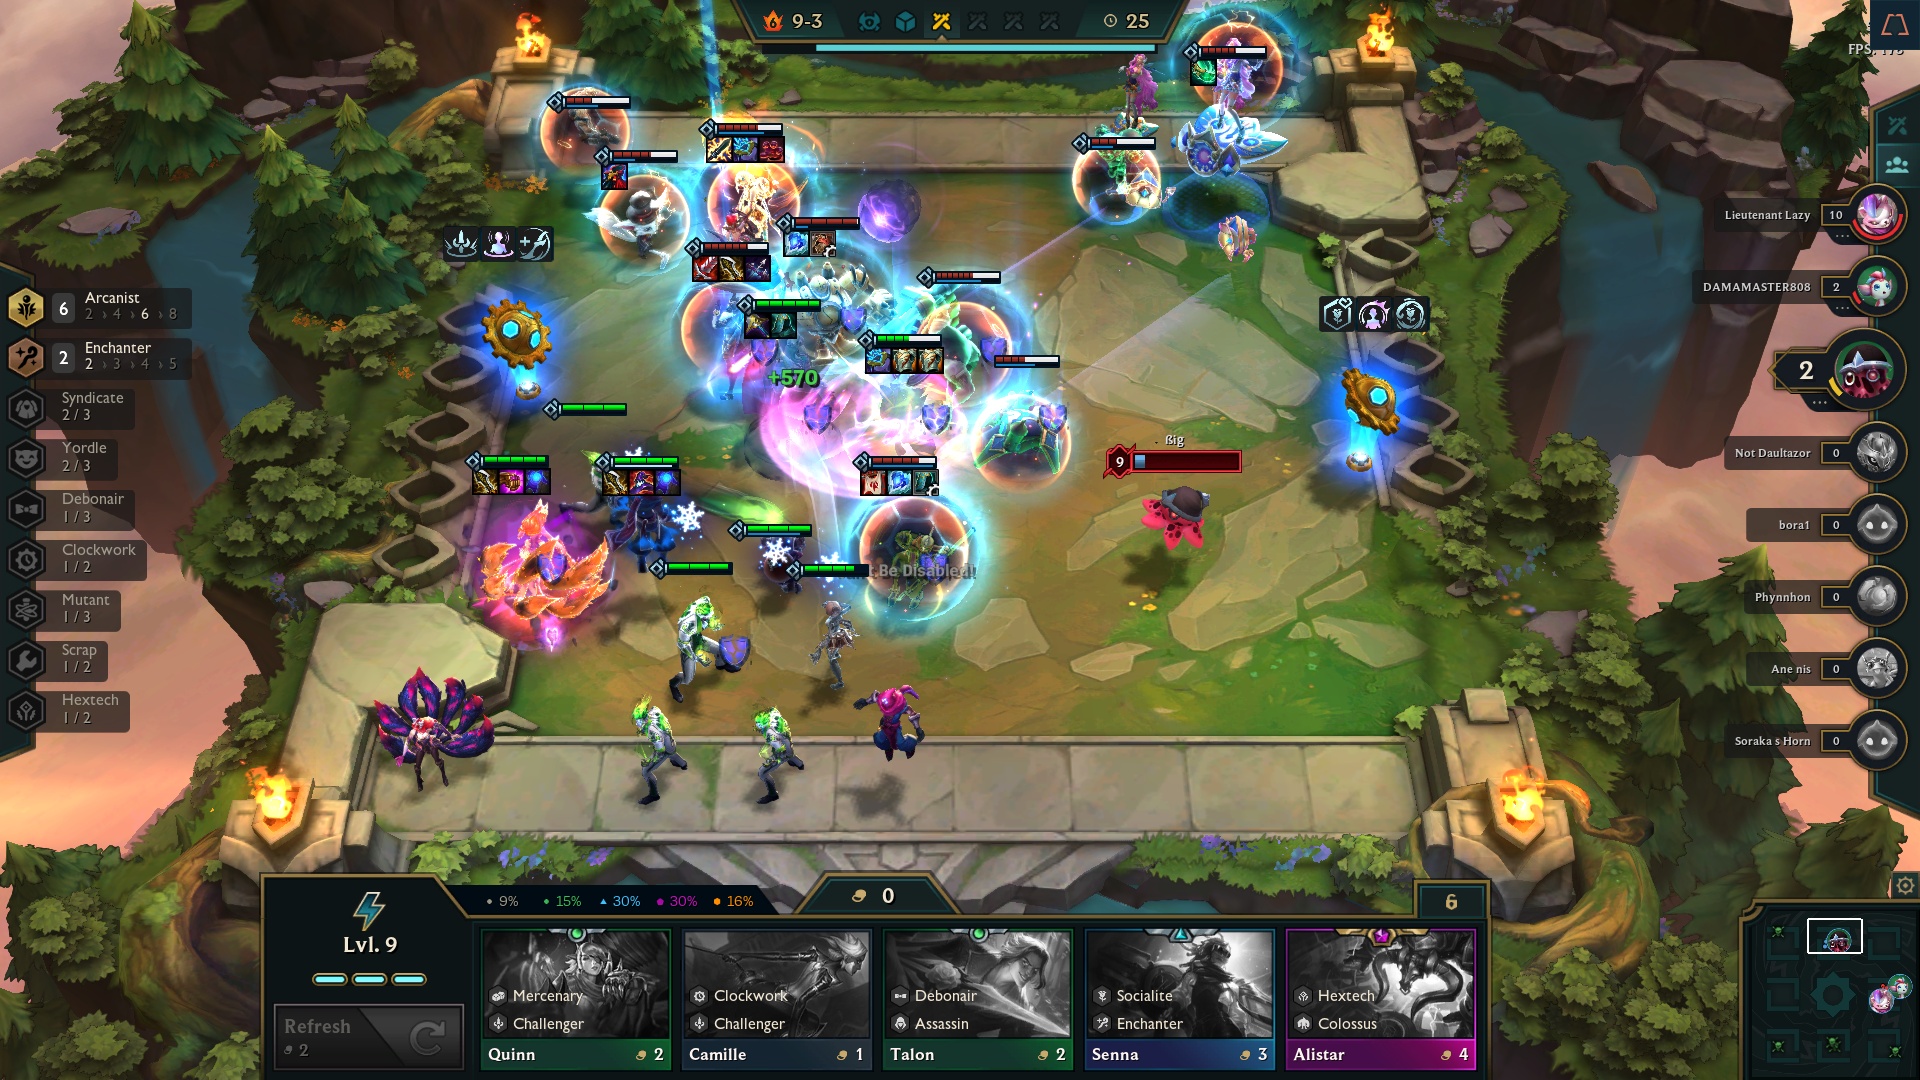 9-3
25
FPS:
6
Arcanist
2 › 4 › 6 › 8
2
Enchanter
2 › 3 › 4 › 5
Syndicate
2 / 3
Yordle
2 / 3
Debonair
1 / 3
Clockwork
1 / 2
Mutant
1 / 3
Scrap
1 / 2
Hextech
1 / 2
Lieutenant Lazy
10
DAMAMASTER808
2
2
Not Daultazor
0
bora1
0
Phynnhon
0
Ane nis
0
Soraka s Horn
0
+570
ßig
9
Be Disabled!
9%
15%
30%
30%
16%
0
6
Lvl. 9
Refresh
2
Mercenary
Challenger
Quinn
2
Clockwork
Challenger
Camille
1
Debonair
Assassin
Talon
2
Socialite
Enchanter
Senna
3
Hextech
Colossus
Alistar
4